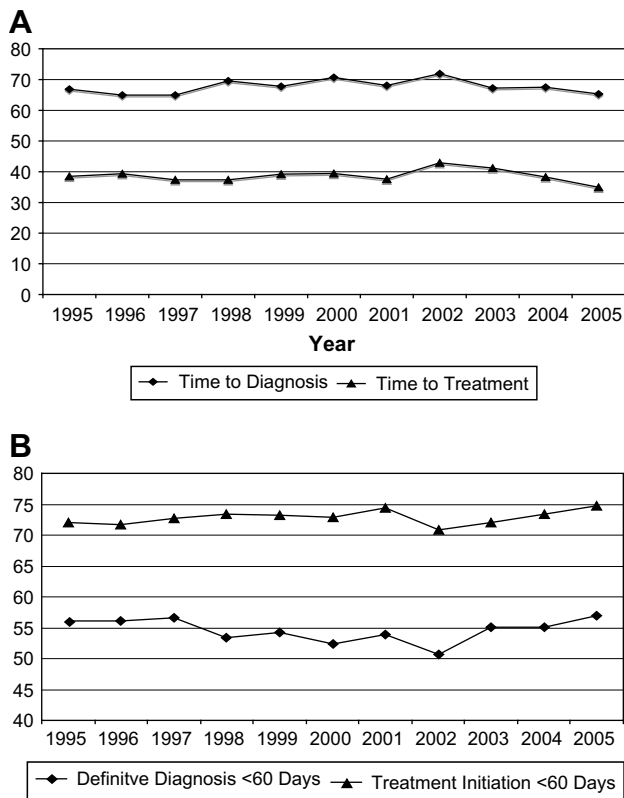 A
80
70
60
50
40
30
20
10
0
1995 1996 1997 1998 1999 2000 2001 2002 2003 2004 2005
Year
Time to Diagnosis Time to Treatment
B
80
75
70
65
60
55
50
45
40
1995 1996 1997 1998 1999 2000 2001 2002 2003 2004 2005
Definitve Diagnosis <60 Days Treatment Initiation <60 Days